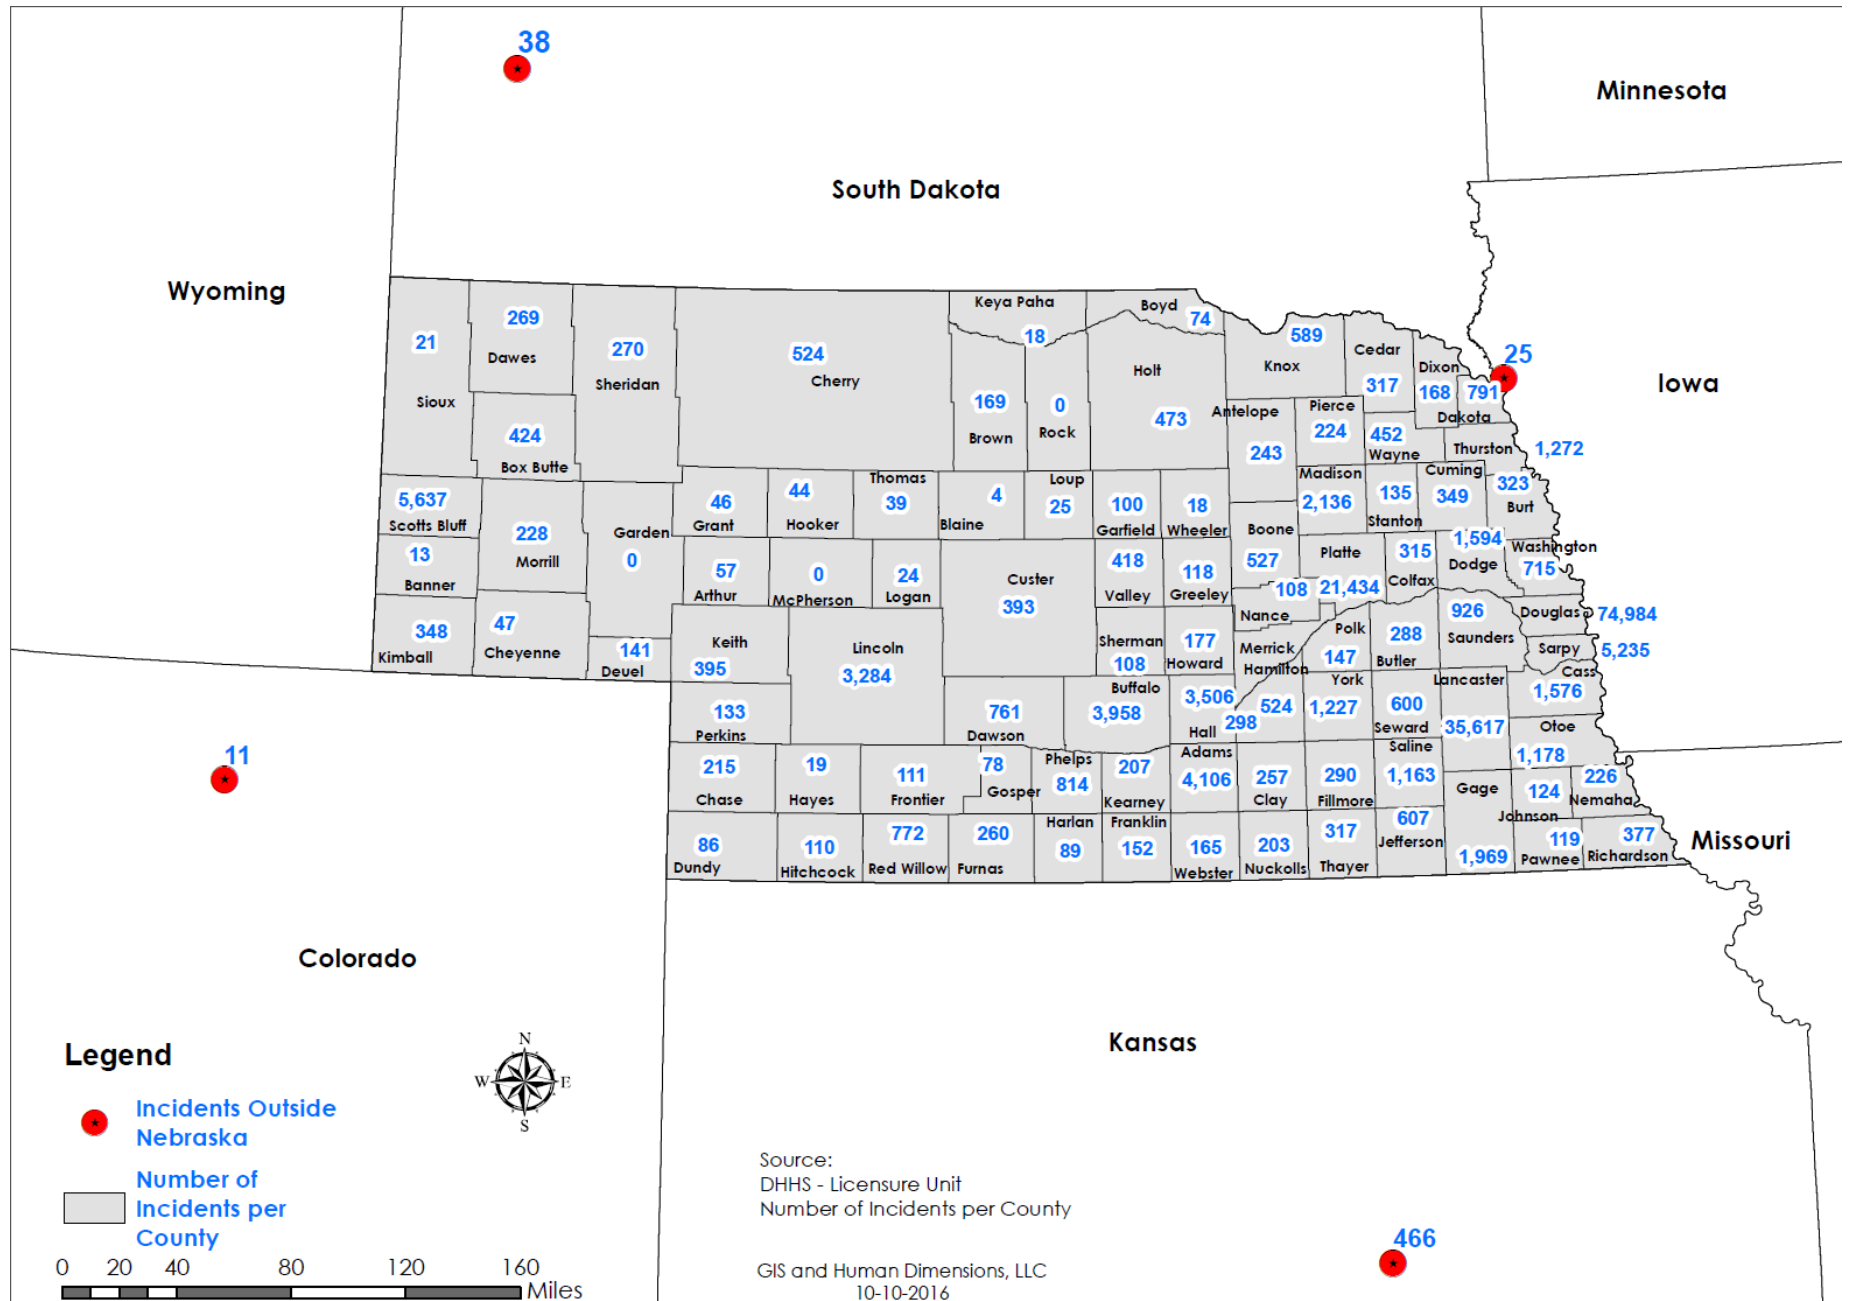 38
Minnesota
South Dakota
Wyoming
Iowa
25
Keya Paha
18
Boyd
74
589
Knox
Cedar
317
Dixon
168
791
Dakota
21
Sioux
269
Dawes
270
Sheridan
524
Cherry
169
Brown
0
Rock
Holt
473
Antelope
243
Pierce
224
452
Wayne
Thurston
1,272
424
Box Butte
5,637
Scotts Bluff
228
Morrill
Garden
0
46
Grant
44
Hooker
Thomas
39
4
Blaine
Loup
25
100
Garfield
18
Wheeler
Boone
527
Madison
2,136
135
Stanton
Cuming
349
323
Burt
13
Banner
57
Arthur
0
McPherson
24
Logan
Custer
393
418
Valley
118
Greeley
108
Nance
Platte
21,434
315
Colfax
1,594
Dodge
Washington
715
348
Kimball
47
Cheyenne
141
Deuel
Keith
395
Lincoln
3,284
Sherman
108
177
Howard
Merrick
Hamilton
Polk
147
288
Butler
926
Saunders
Douglas
74,984
Sarpy
5,235
133
Perkins
761
Dawson
Buffalo
3,958
3,506
Hall
298
524
York
1,227
600
Seward
Lancaster
35,617
Cass
1,576
Otoe
1,178
11
215
Chase
19
Hayes
111
Frontier
78
Gosper
Phelps
814
207
Kearney
Adams
4,106
257
Clay
290
Fillmore
Saline
1,163
Gage
1,969
124
Johnson
226
Nemaha
86
Dundy
110
Hitchcock
772
Red Willow
260
Furnas
Harlan
89
Franklin
152
165
Webster
203
Nuckolls
317
Thayer
607
Jefferson
119
Pawnee
377
Richardson
Missouri
Colorado
Kansas
466
Legend
Incidents Outside
Nebraska
Number of
Incidents per
County
N
W
E
S
0 20 40 80 120 160
Miles
Source:
DHHS - Licensure Unit
Number of Incidents per County
GIS and Human Dimensions, LLC
10-10-2016